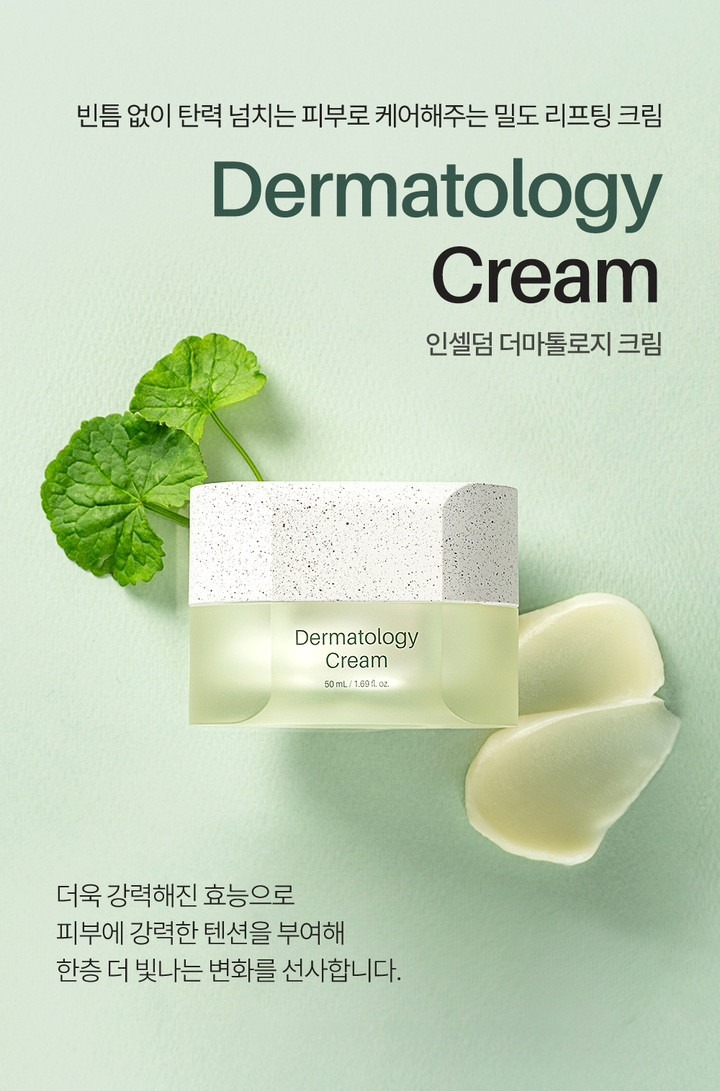 빈틈 없이 탄력 넘치는 피부로 케어해주는 밀도 리프팅 크림
Dermatology
Cream
인셀덤 더마톨로지 크림
Dermatology
Cream
50 mL / 1.69 fl. oz.
더욱 강력해진 효능으로
피부에 강력한 텐션을 부여해
한층 더 빛나는 변화를 선사합니다.